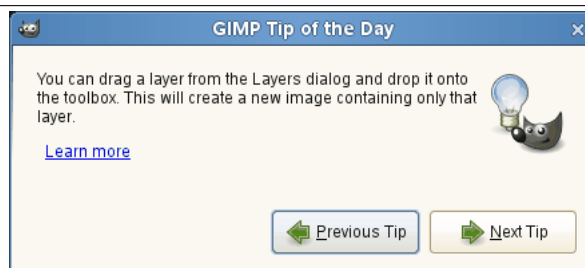 GIMP Tip of the Day
You can drag a layer from the Layers dialog and drop it onto
the toolbox. This will create a new image containing only that
layer.
Learn more
Previous Tip
Next Tip